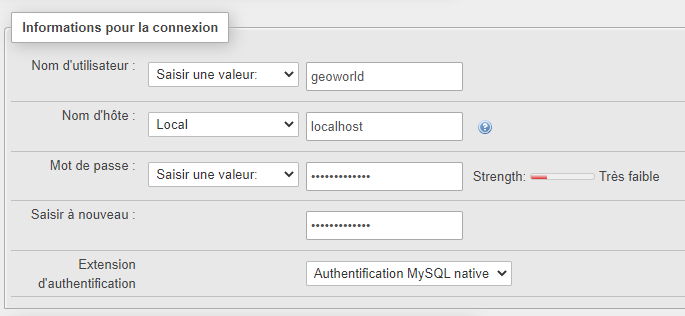 Informations pour la connexion
Nom d'utilisateur : Saisir une valeur: geoworld
Nom d'hôte : Local localhost
Mot de passe : Saisir une valeur: ••••••••••••• Strength: Très faible
Saisir à nouveau : •••••••••••••
Extension
d'authentification
Authentification MySQL native